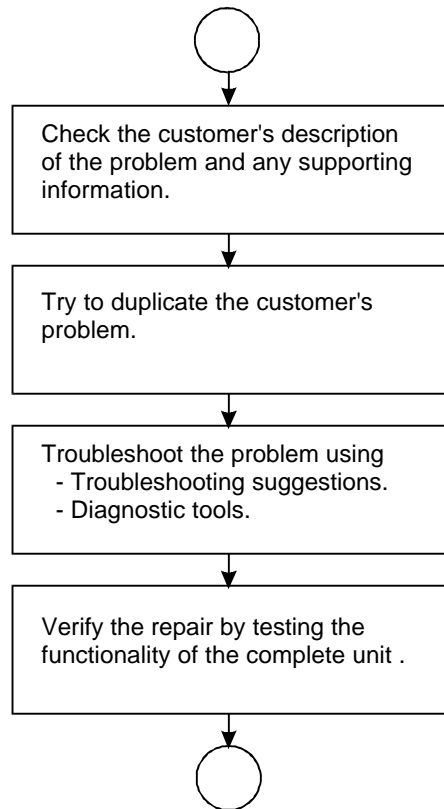 Check the customer's description
of the problem and any supporting
information.
Try to duplicate the customer's
problem.
Troubleshoot the problem using
- Troubleshooting suggestions.
- Diagnostic tools.
Verify the repair by testing the
functionality of the complete unit .